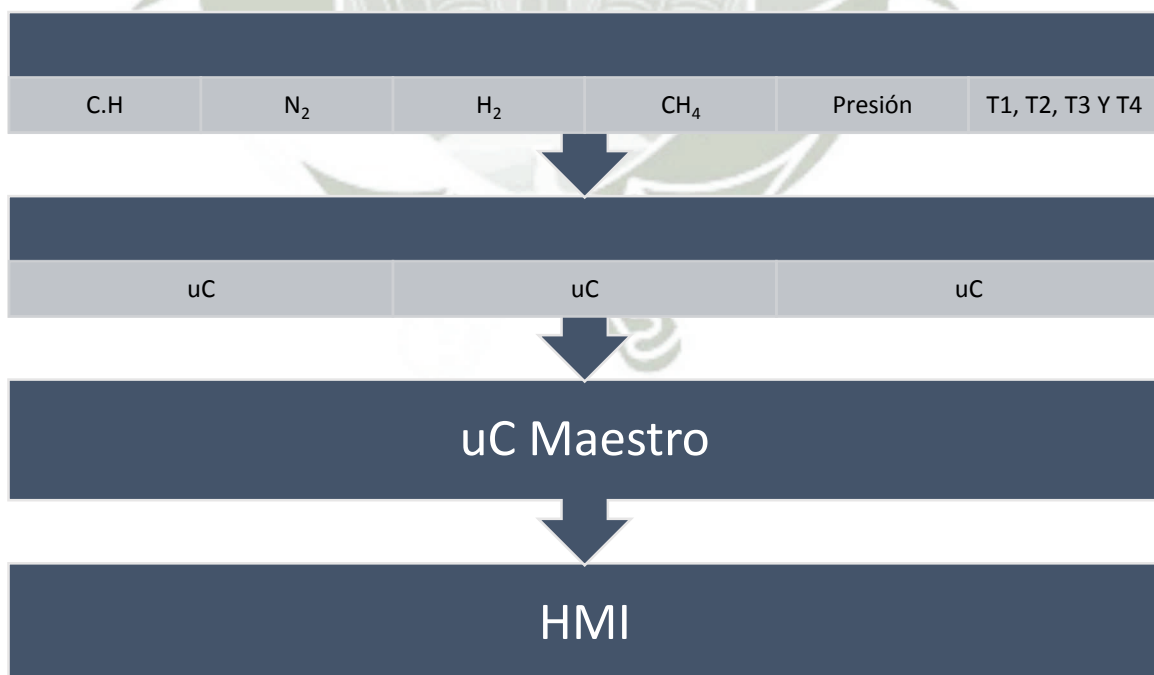 C.H N₂ H₂ CH₄ Presión T1, T2, T3 Y T4
uC uC uC
uC Maestro
HMI